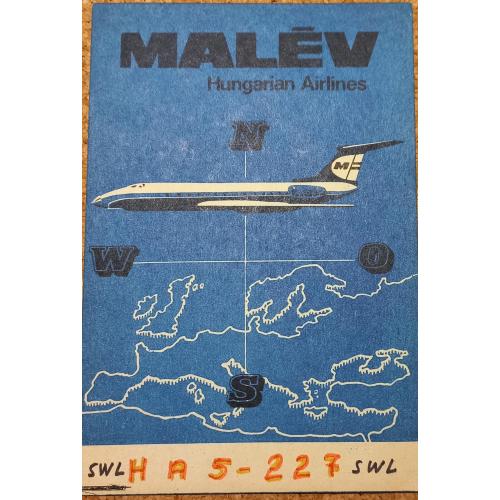 MALÉV
Hungarian Airlines
N
M
W O
S
SWL HA5-227 SWL